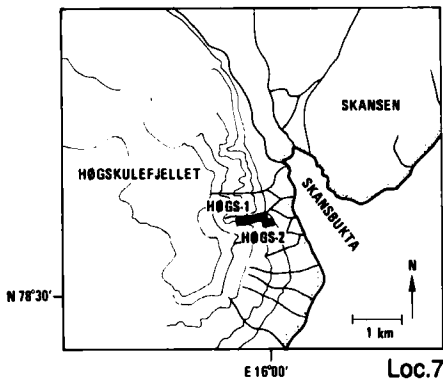 SKANSEN
HØGSKULEFJELLET
HØGS-1
SKANSBUKTA
HØGS-2
N
N 78°30'
1 km
E 16°00'
Loc.7